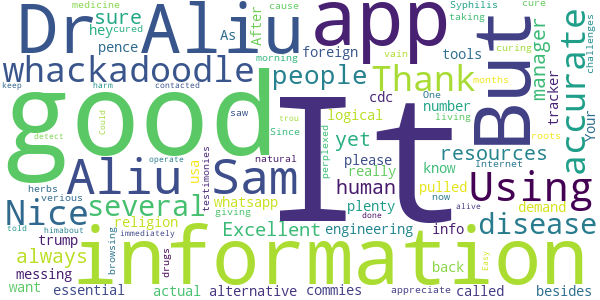 medicine
keep
Dr Aliu
sure
hey
cured
As
pence
After
cause
app
Syphilis
taking
foreign
morning
cure
One
months
vain
curing
challenges
But
manager
accurate
Your
whackadoodle
people
tools
Thank
tracker
harm
contacted
saw
Could
Since
trou
cdc
number
living
yet
logical
detect
good
It
Aliu Sam
usa
testimonies
natural
perplexed
please
really
roots
resources
Internet
know
human
Using
herbs
verious
Nice
several
whatsapp
plenty
done
now
pulled
operate
alive
giving
told
himabout
religion
Excellent
engineering
info
demand
disease
trump
immediately
always
information
browsing
drugs
back
Easy
messing
want
essential
actual
alternative
commies
appreciate
called
besides